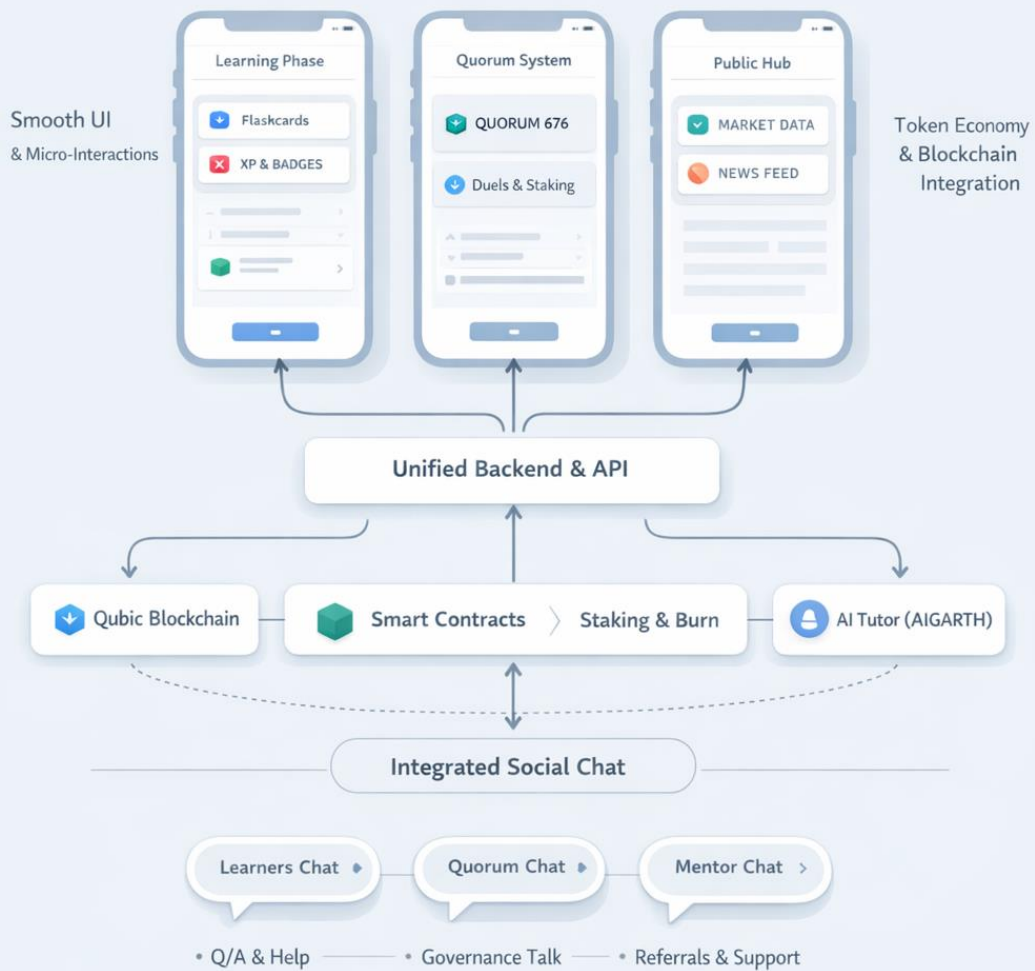 Learning Phase
Quorum System
Public Hub
Smooth UI
& Micro-Interactions
Flashcards
XP & BADGES
QUORUM 676
Duels & Staking
MARKET DATA
NEWS FEED
Token Economy
& Blockchain
Integration
Unified Backend & API
Qubic Blockchain
Smart Contracts
Staking & Burn
AI Tutor (AIGARTH)
Integrated Social Chat
Learners Chat
Quorum Chat
Mentor Chat
• Q/A & Help
• Governance Talk
• Referrals & Support